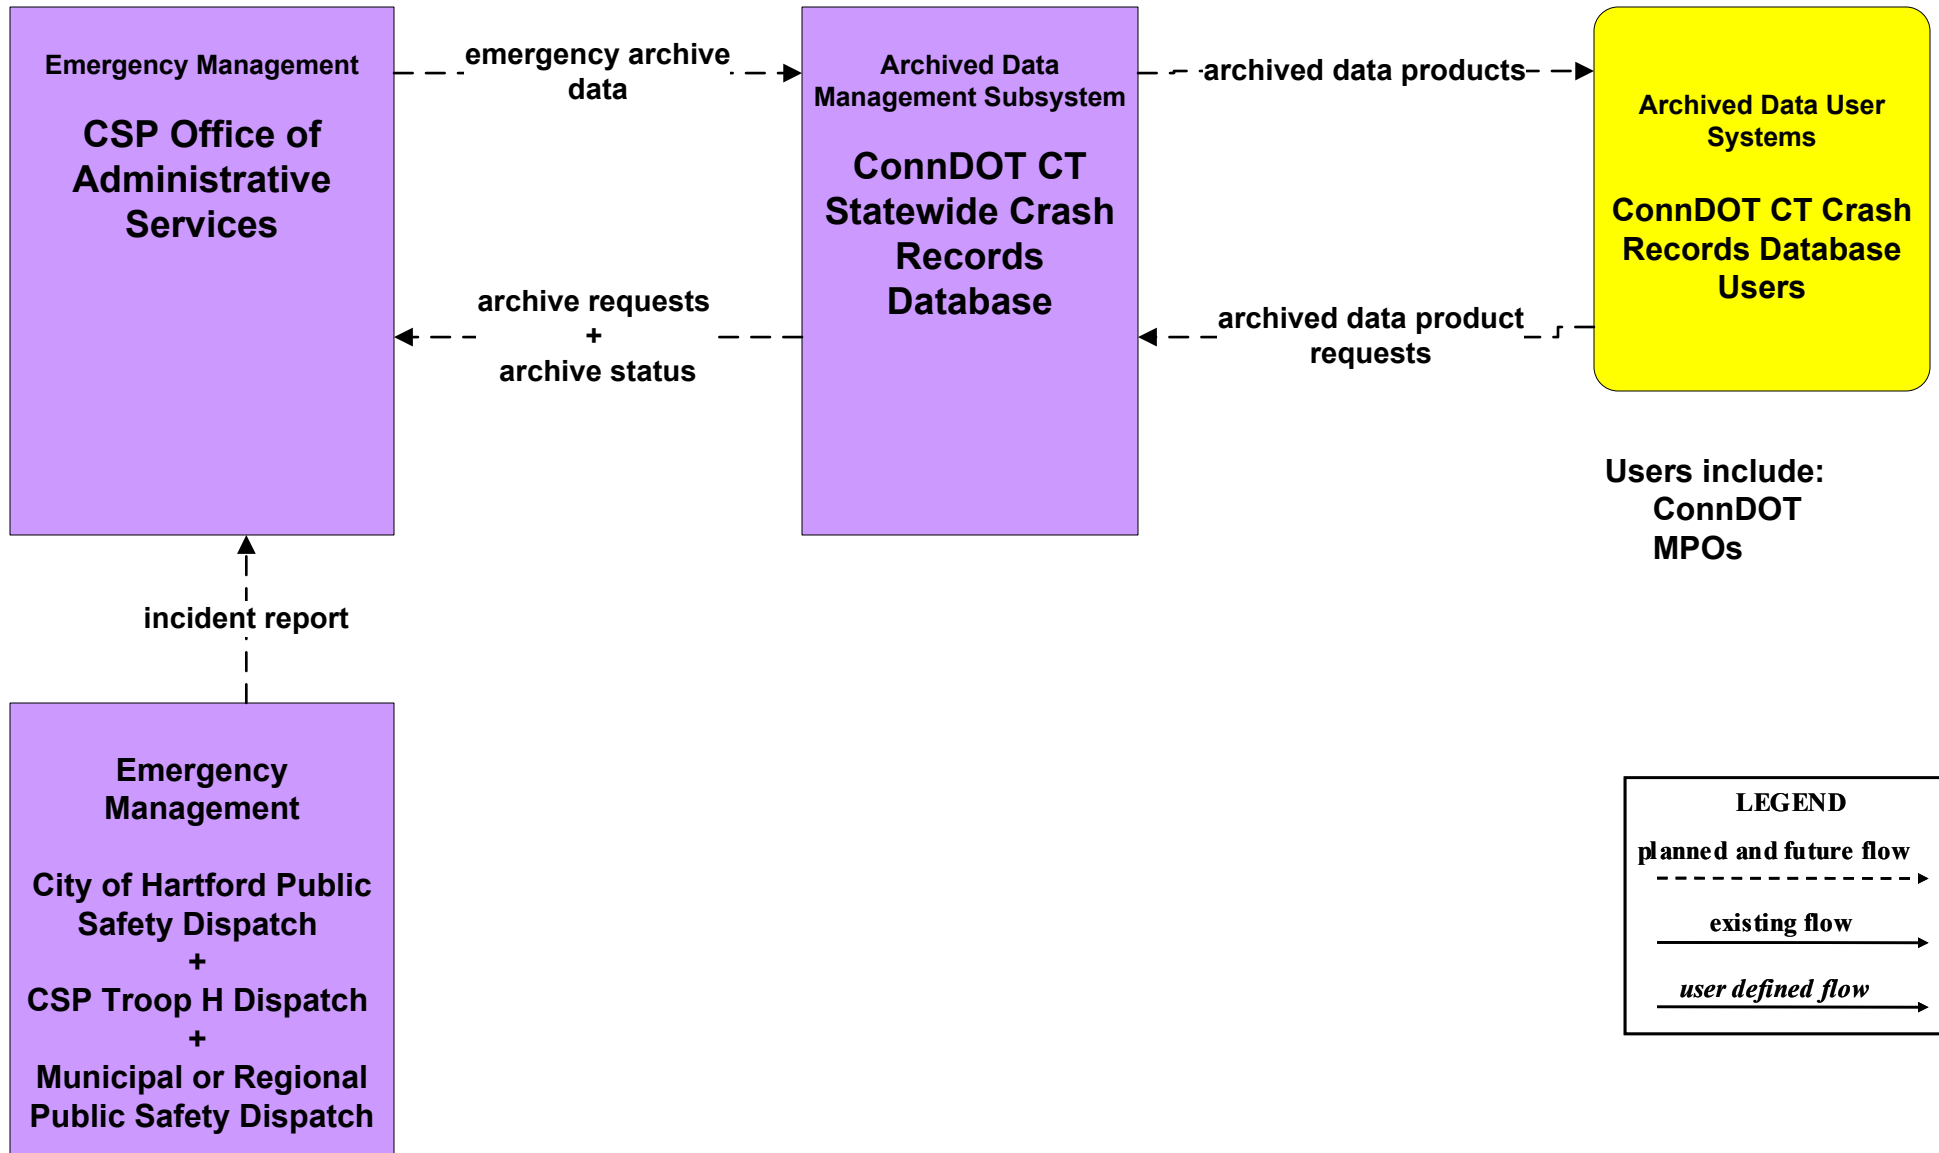 Emergency Management
CSP Office of
Administrative
Services
emergency archive
data
archive requests
+
archive status
Archived Data
Management Subsystem
ConnDOT CT
Statewide Crash
Records
Database
archived data products
archived data product
requests
Archived Data User
Systems
ConnDOT CT Crash
Records Database
Users
Users include:
ConnDOT
MPOs
incident report
Emergency
Management
City of Hartford Public
Safety Dispatch
+
CSP Troop H Dispatch
+
Municipal or Regional
Public Safety Dispatch
LEGEND
planned and future flow
existing flow
user defined flow